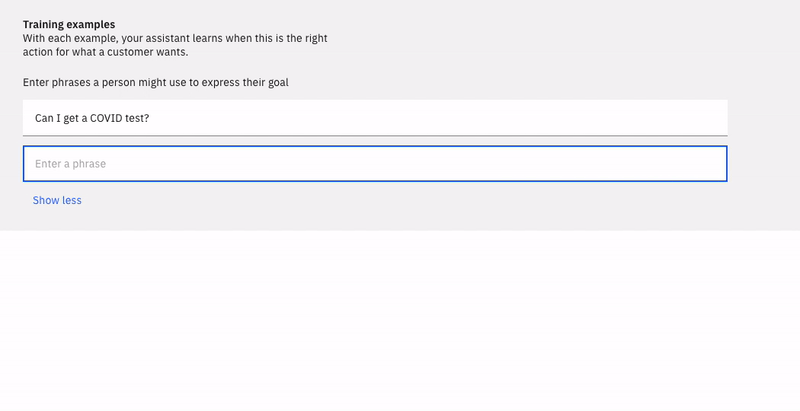 Training examples
With each example, your assistant learns when this is the right
action for what a customer wants.
Enter phrases a person might use to express their goal
Can I get a COVID test?
Enter a phrase
Show less